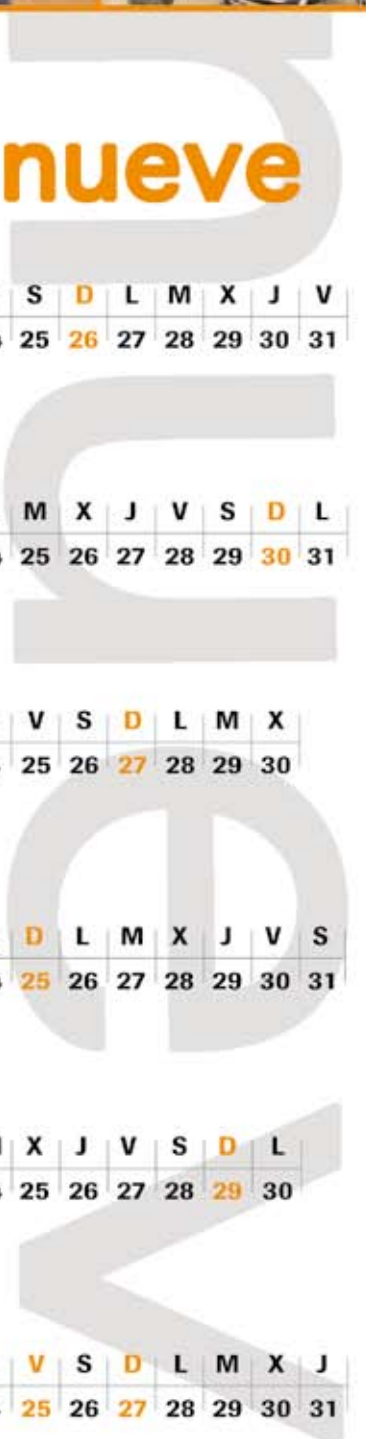 nueve
S D L M X J V
25 26 27 28 29 30 31
M X J V S D L
25 26 27 28 29 30 31
V S D L M X
25 26 27 28 29 30
D L M X J V S
25 26 27 28 29 30 31
X J V S D L
25 26 27 28 29 30
V S D L M X J
25 26 27 28 29 30 31
nuev